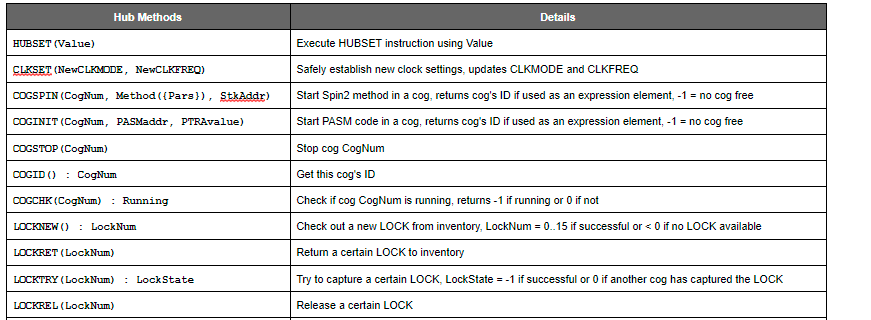 Hub Methods Details
HUBSET(Value) Execute HUBSET instruction using Value
CLKSET(NewCLKMODE, NewCLKFREQ) Safely establish new clock settings, updates CLKMODE and CLKFREQ
COGSPIN(CogNum, Method({Pars}), StkAddr) Start Spin2 method in a cog, returns cog's ID if used as an expression element, -1 = no cog free
COGINIT(CogNum, PASMaddr, PTRAvalue) Start PASM code in a cog, returns cog's ID if used as an expression element, -1 = no cog free
COGSTOP(CogNum) Stop cog CogNum
COGID() : CogNum Get this cog's ID
COGCHK(CogNum) : Running Check if cog CogNum is running, returns -1 if running or 0 if not
LOCKNEW() : LockNum Check out a new LOCK from inventory, LockNum = 0..15 if successful or < 0 if no LOCK available
LOCKRET(LockNum) Return a certain LOCK to inventory
LOCKTRY(LockNum) : LockState Try to capture a certain LOCK, LockState = -1 if successful or 0 if another cog has captured the LOCK
LOCKREL(LockNum) Release a certain LOCK